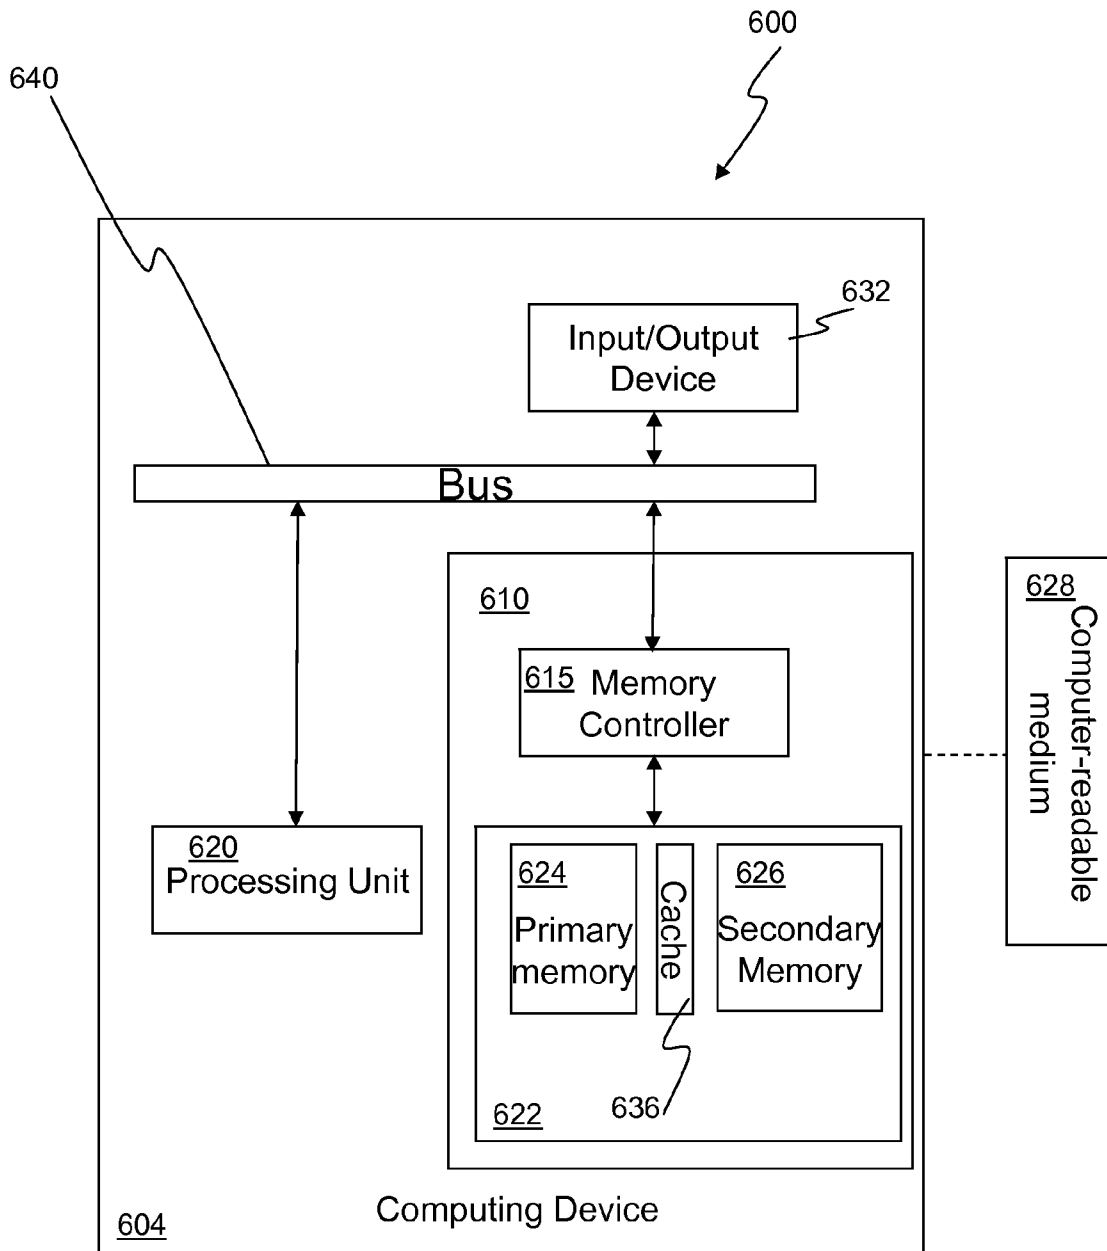 600
640
632
Input/Output
Device
Bus
610
628
Computer-readable
medium
615
Memory
Controller
620
Processing Unit
624
Primary
memory
Cache
626
Secondary
Memory
636
622
Computing Device
604